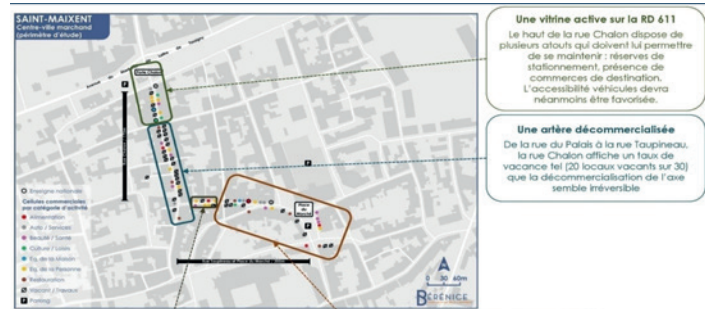 SAINT-MAIXENT
Centre-ville marchand
(périmètre d'étude)
Porte Chalon
Place du
Marché
Enseigne nationale
Cellules commerciales
par catégorie d'activité
Alimentation
Auto / Services
Beauté / Santé
Culture / Loisirs
Eq. de la Maison
Eq. de la Personne
Restauration
Vacant / Travaux
Parking
P
P
P
N
0 30 60m
BÉRÉNICE
Une vitrine active sur la RD 611
Le haut de la rue Chalon dispose de
plusieurs atouts qui doivent lui permettre
de se maintenir : réserves de
stationnement, présence de
commerces de destination.
L'accessibilité véhicules devra
néanmoins être favorisée.
Une artère décommercialisée
De la rue du Palais à la rue Taupineau,
la rue Chalon affiche un taux de
vacance tel (20 locaux vacants sur 30)
que la décommercialisation de l'axe
semble irréversible